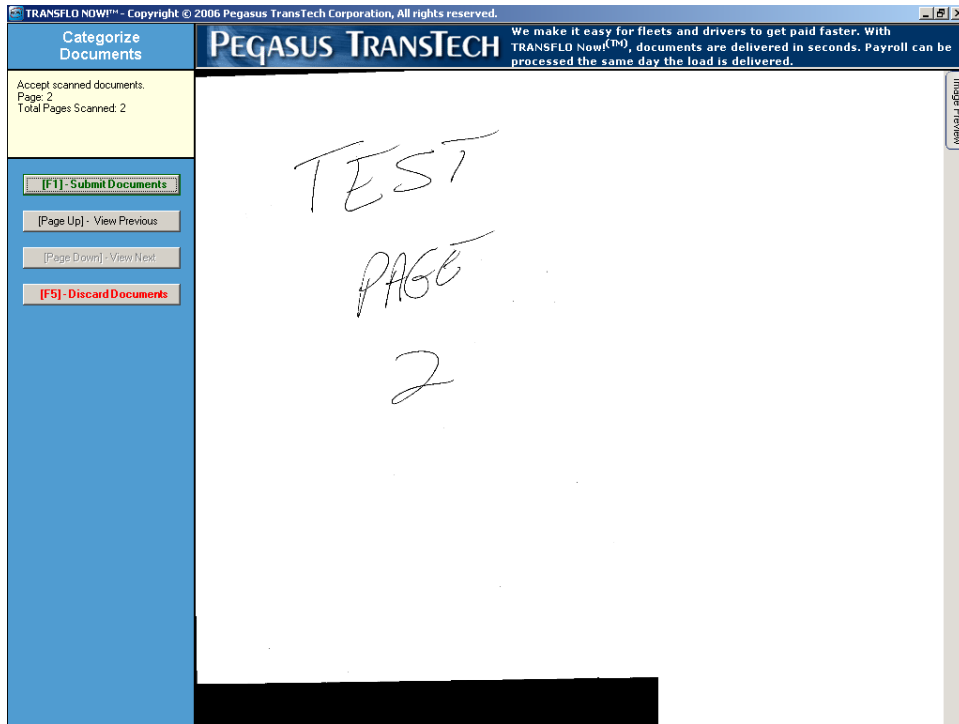 TRANSFLO NOW!™ - Copyright © 2006 Pegasus TransTech Corporation, All rights reserved.
Categorize
Documents
PEGASUS TRANSTECH
We make it easy for fleets and drivers to get paid faster. With
TRANSFLO Now!(TM), documents are delivered in seconds. Payroll can be
processed the same day the load is delivered.
Accept scanned documents.
Page: 2
Total Pages Scanned: 2
Image Preview
[F1] - Submit Documents
[Page Up] - View Previous
[Page Down] - View Next
[F5] - Discard Documents
TEST
PAGE
2